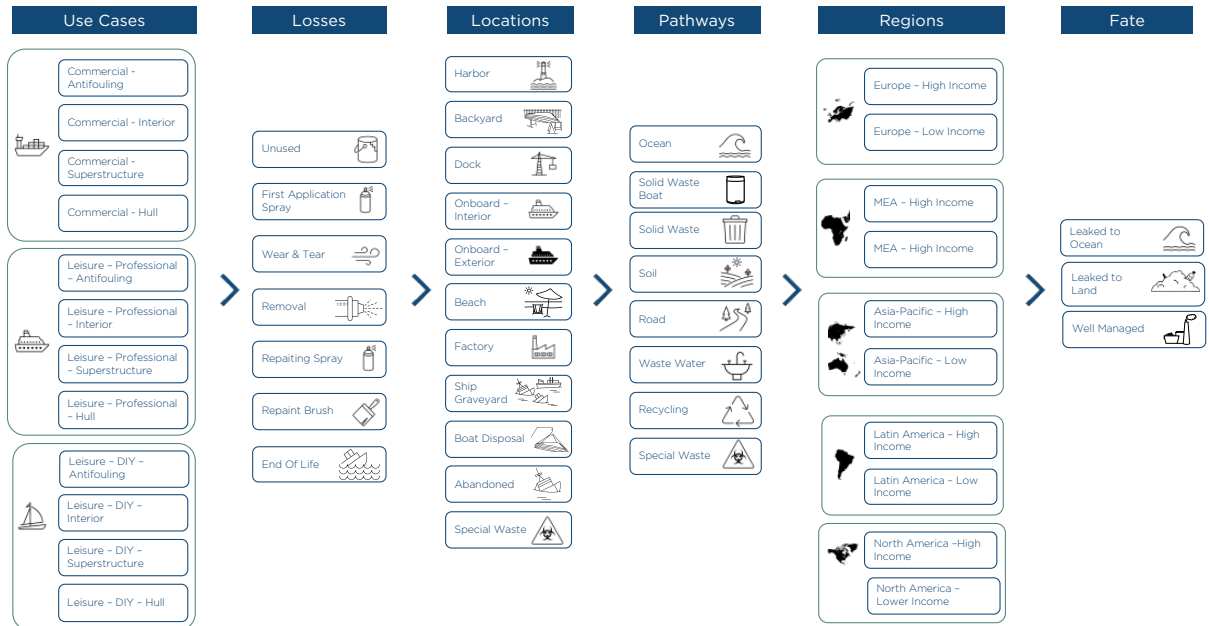 Use Cases
Losses
Locations
Pathways
Regions
Fate
Commercial -
Antifouling
Commercial - Interior
Commercial -
Superstructure
Commercial - Hull
Leisure – Professional
– Antifouling
Leisure – Professional
– Interior
Leisure – Professional
– Superstructure
Leisure – Professional
– Hull
Leisure – DIY –
Antifouling
Leisure – DIY –
Interior
Leisure – DIY –
Superstructure
Leisure – DIY – Hull
Unused
First Application
Spray
Wear & Tear
Removal
Repaiting Spray
Repaint Brush
End Of Life
Harbor
Backyard
Dock
Onboard –
Interior
Onboard –
Exterior
Beach
Factory
Ship
Graveyard
Boat Disposal
Abandoned
Special Waste
Ocean
Solid Waste
Boat
Solid Waste
Soil
Road
Waste Water
Recycling
Special Waste
Europe – High Income
Europe – Low Income
MEA – High Income
MEA – High Income
Asia-Pacific – High
Income
Asia-Pacific – Low
Income
Latin America – High
Income
Latin America – Low
Income
North America –High
Income
North America –
Lower Income
Leaked to
Ocean
Leaked to
Land
Well Managed